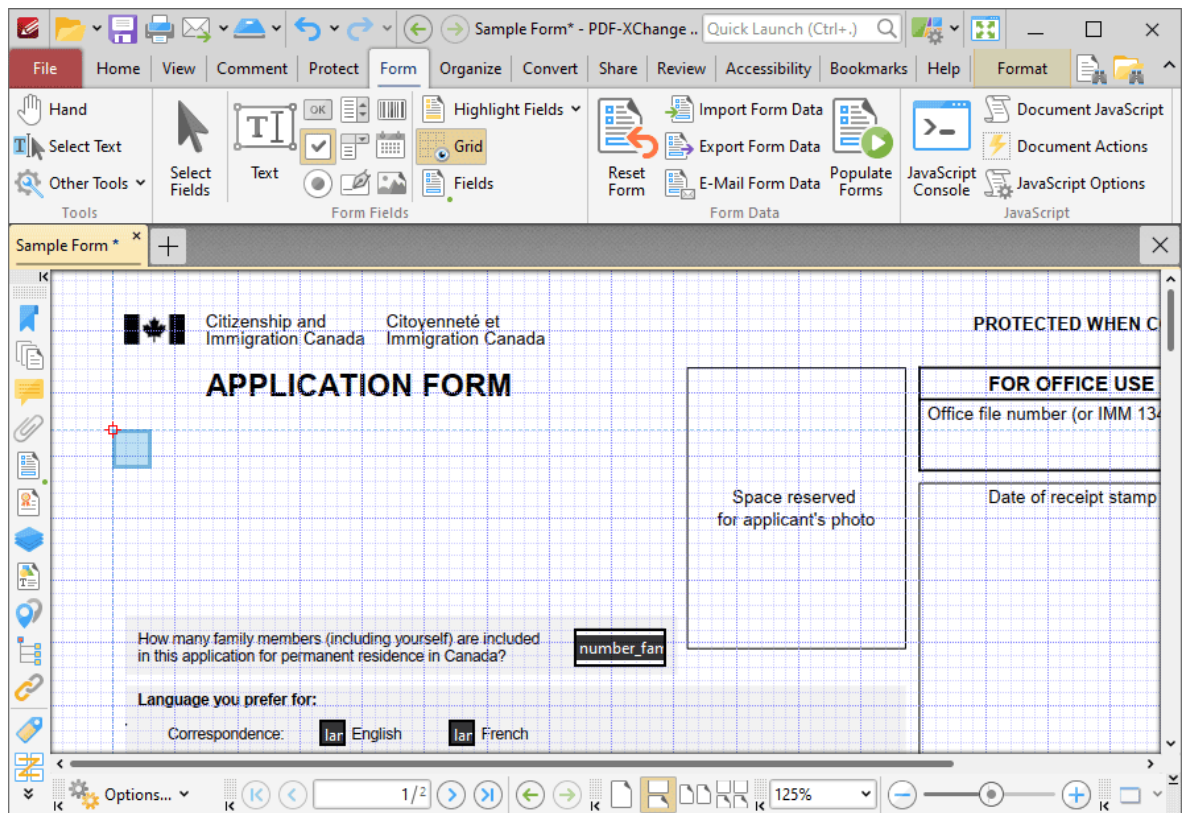 Sample Form* - PDF-XChange ..
Quick Launch (Ctrl+.)
File Home View Comment Protect Form Organize Convert Share Review Accessibility Bookmarks Help Format
Hand
Select Text
Other Tools
Tools
Select
Fields
Text
OK
Highlight Fields
Grid
Fields
Form Fields
Reset
Form
Import Form Data
Export Form Data
E-Mail Form Data
Populate
Forms
Form Data
JavaScript
Console
Document JavaScript
Document Actions
JavaScript Options
JavaScript
Sample Form *
Citizenship and
Immigration Canada
Citoyenneté et
Immigration Canada
PROTECTED WHEN C
APPLICATION FORM
FOR OFFICE USE
Office file number (or IMM 134
Space reserved
for applicant's photo
Date of receipt stamp
How many family members (including yourself) are included
in this application for permanent residence in Canada?
number_fam
Language you prefer for:
Correspondence: lar English lar French
Options... 1/2 125%